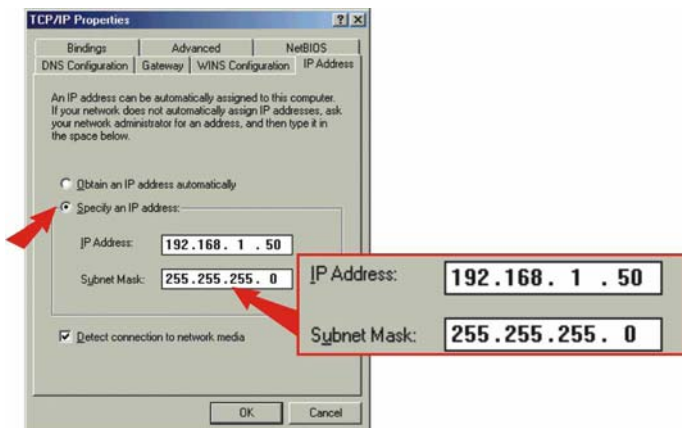 TCP/IP Properties
Bindings Advanced NetBIOS
DNS Configuration Gateway WINS Configuration IP Address
An IP address can be automatically assigned to this computer.
If your network does not automatically assign IP addresses, ask
your network administrator for an address, and then type it in
the space below.
Obtain an IP address automatically
Specify an IP address:
IP Address: 192.168. 1 .50
Subnet Mask: 255.255.255. 0
Detect connection to network media
OK Cancel
IP Address: 192.168. 1 .50
Subnet Mask: 255.255.255. 0